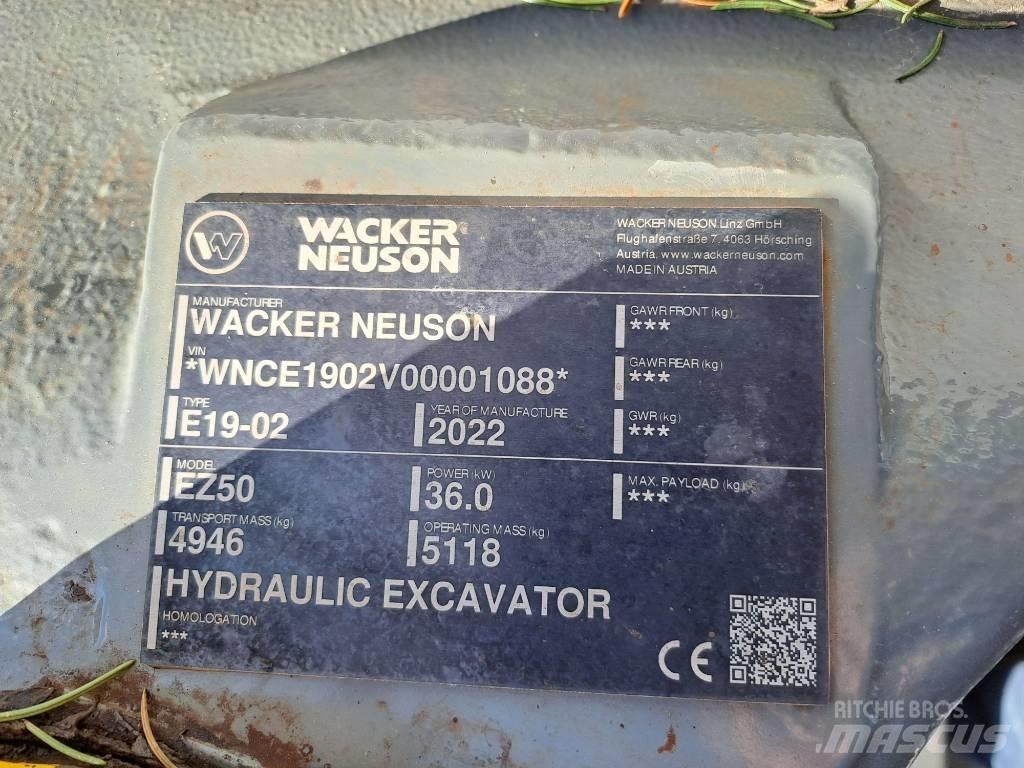 W
WACKER
NEUSON
WACKER NEUSON Linz GmbH
Flughafenstraße 7, 4063 Hörsching
Austria, www.wackerneuson.com
MADE IN AUSTRIA
MANUFACTURER
WACKER NEUSON
VIN
*WNCE1902V00001088*
TYPE
E19-02
YEAR OF MANUFACTURE
2022
GAWR FRONT (kg)
***
GAWR REAR (kg)
***
GWR (kg)
***
MODEL
EZ50
POWER (kW)
36.0
MAX. PAYLOAD (kg)
***
TRANSPORT MASS (kg)
4946
OPERATING MASS (kg)
5118
HYDRAULIC EXCAVATOR
HOMOLOGATION
***
CE
RITCHIE BROS.
MASCUS